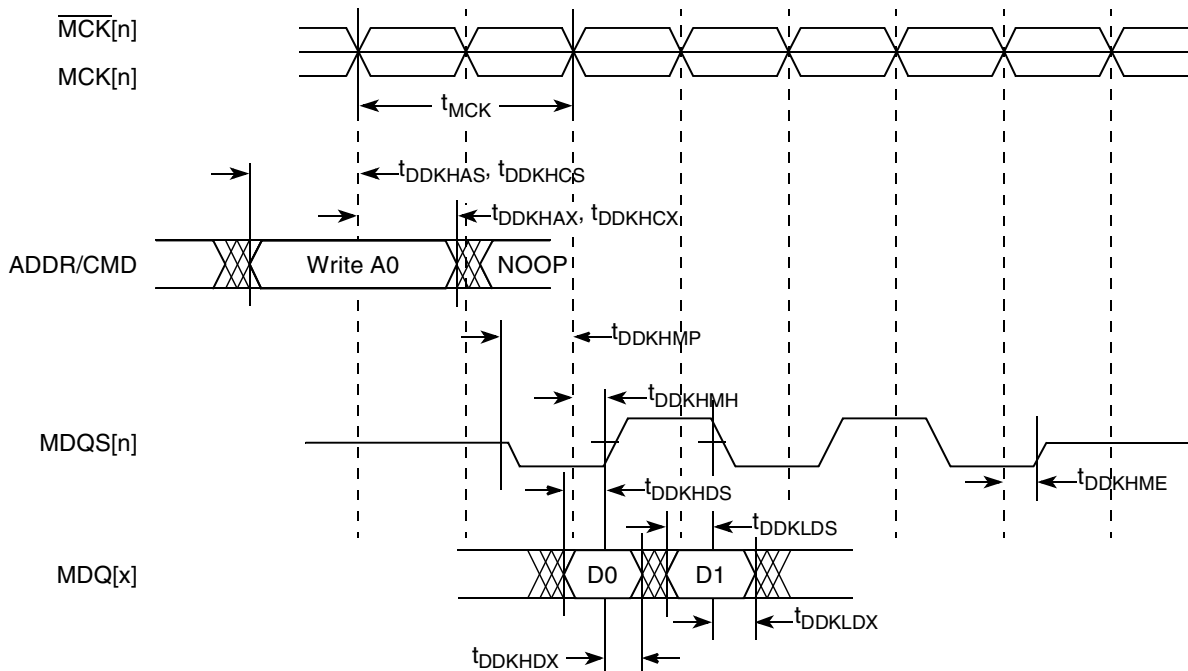 MCK[n]
MCK[n]
tMCK
tDDKHAS, tDDKHCS
tDDKHAX, tDDKHCX
ADDR/CMD
Write A0
NOOP
tDDKHMP
tDDKHMH
MDQS[n]
tDDKHDS
tDDKHME
tDDKLDS
MDQ[x]
D0
D1
tDDKLDX
tDDKHDX